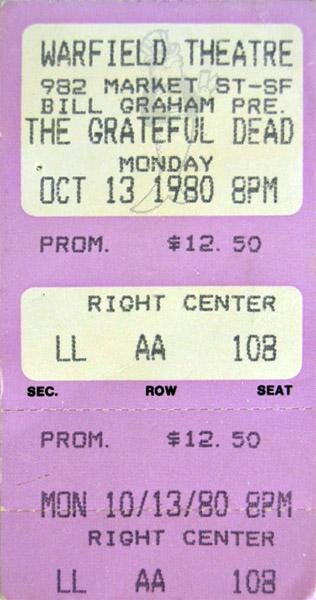 WARFIELD THEATRE
982 MARKET ST-SF
BILL GRAHAM PRE.
THE GRATEFUL DEAD
MONDAY
OCT 13 1980 8PM
PROM. $12.50
RIGHT CENTER
LL AA 108
SEC. ROW SEAT
PROM. $12.50
MON 10/13/80 8PM
RIGHT CENTER
LL AA 108